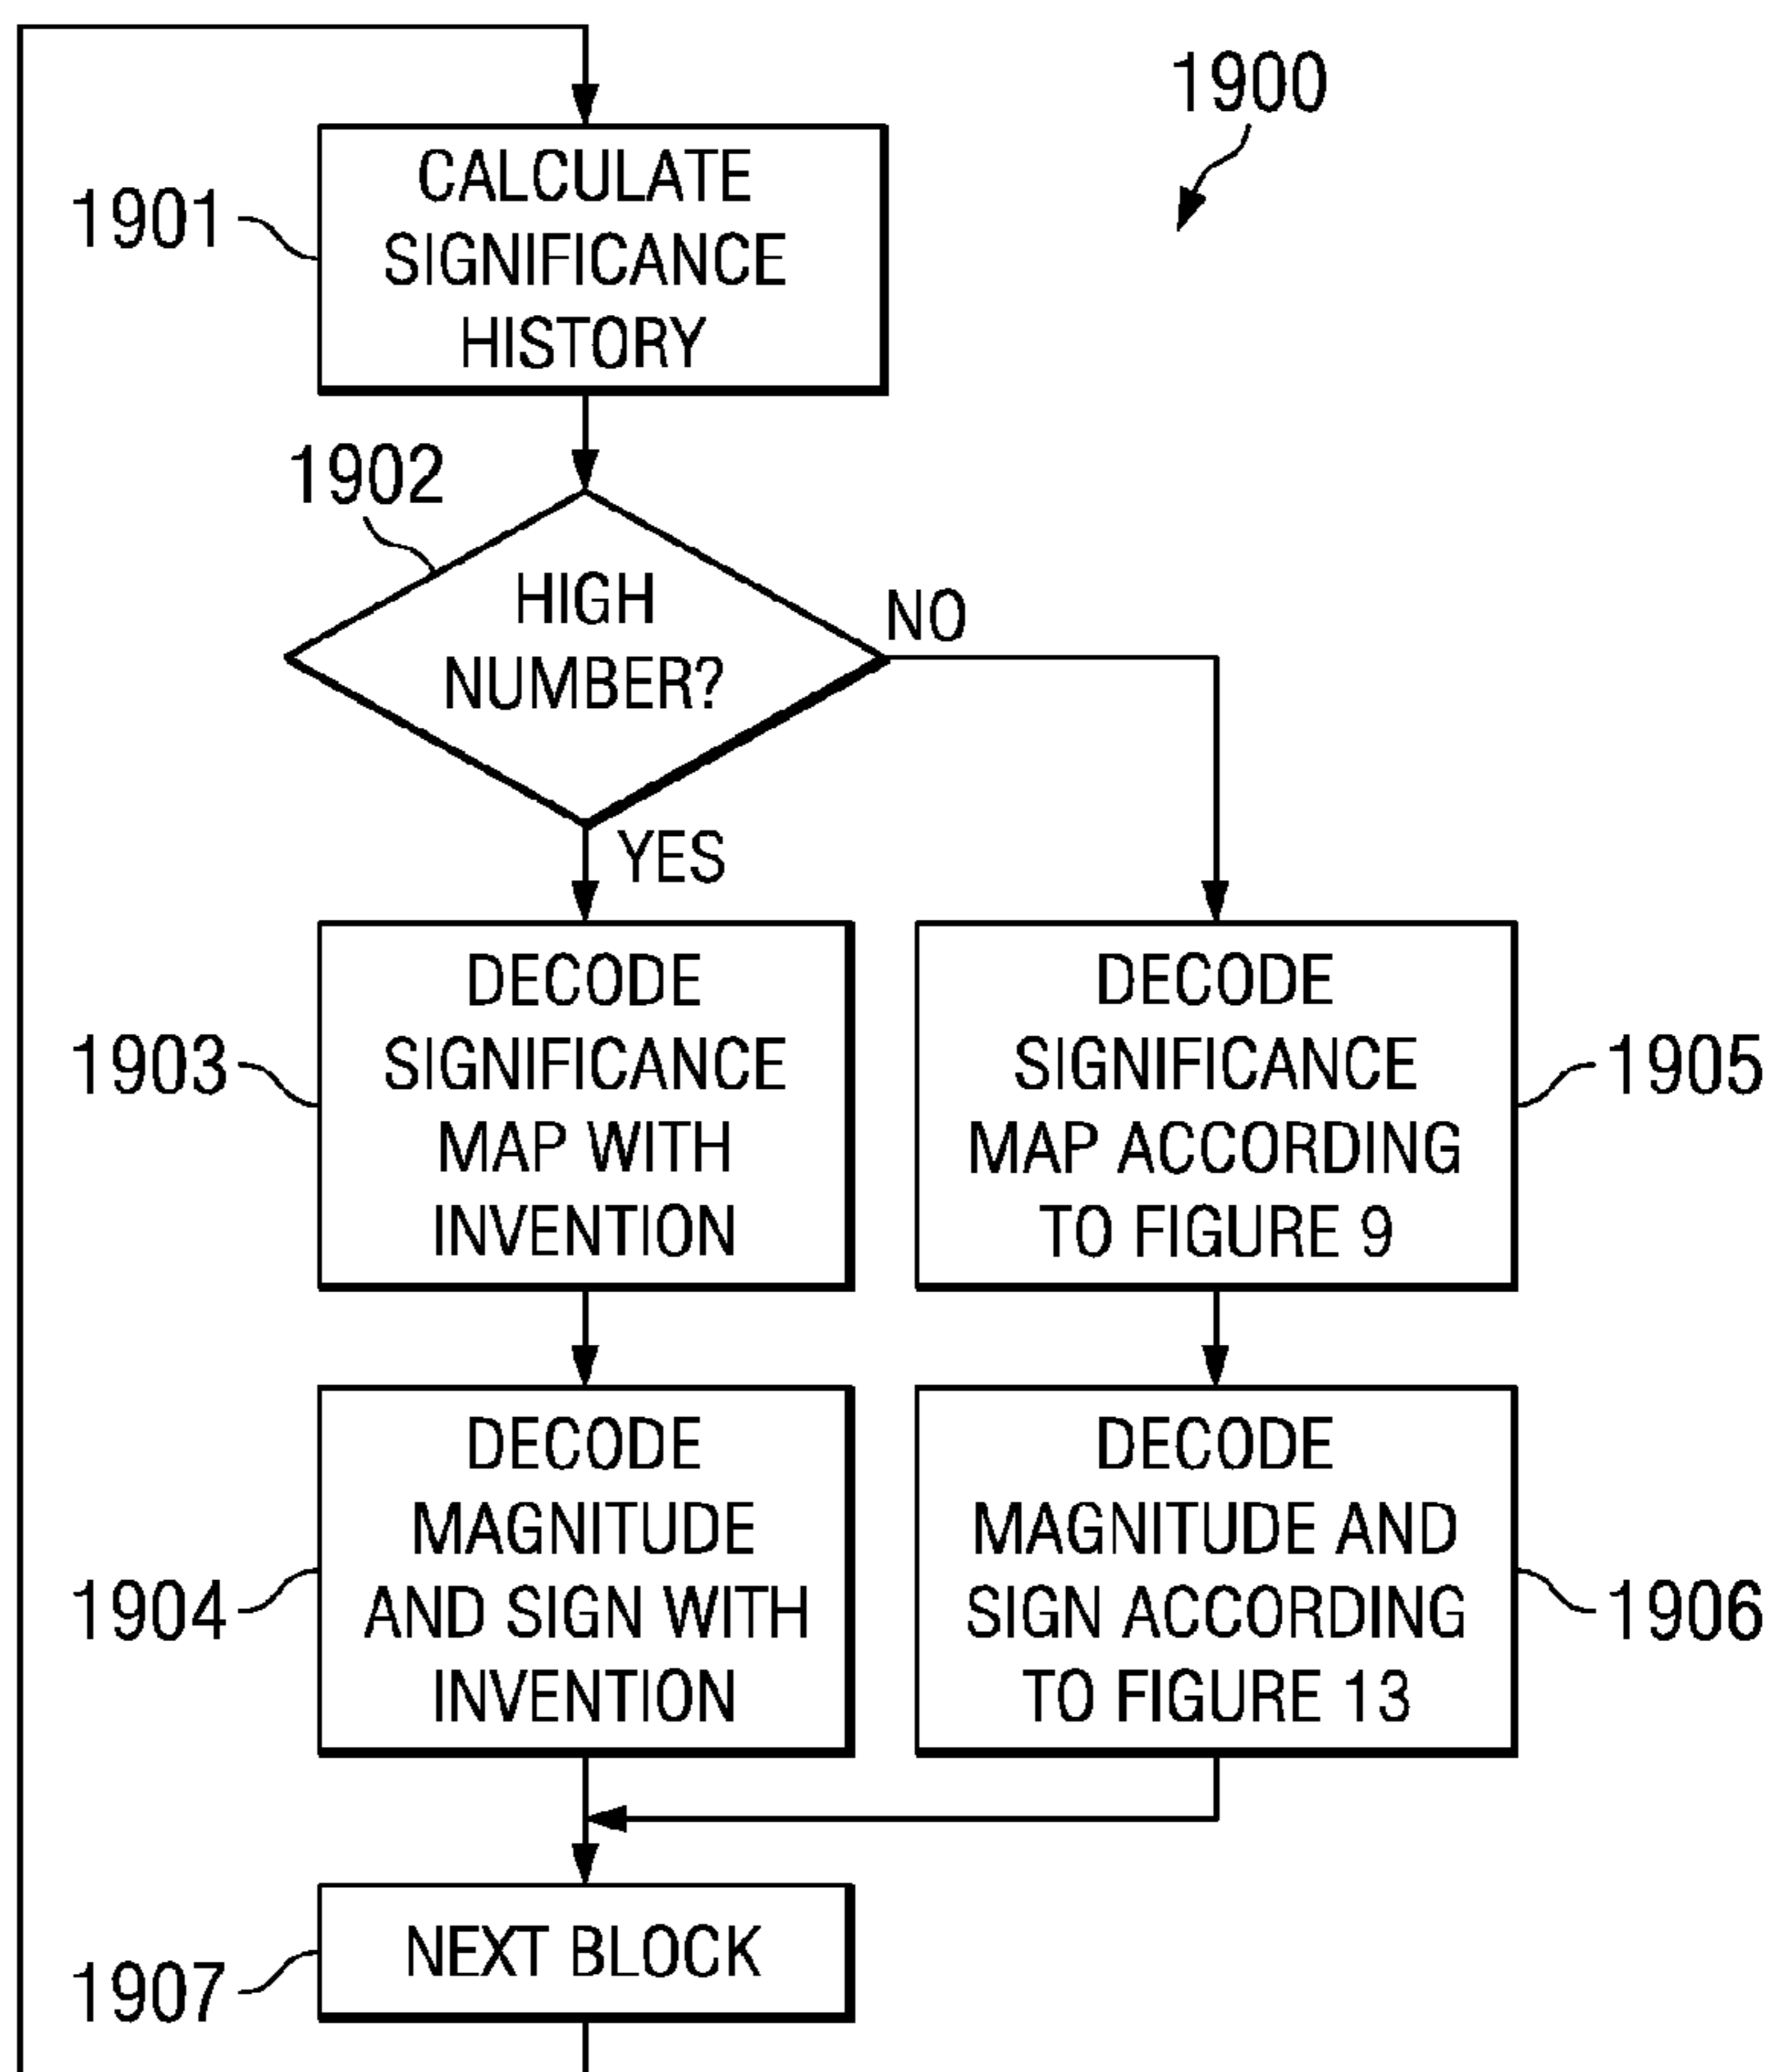 1900
1901
CALCULATE
SIGNIFICANCE
HISTORY
1902
HIGH
NUMBER?
NO
YES
1903
DECODE
SIGNIFICANCE
MAP WITH
INVENTION
DECODE
SIGNIFICANCE
MAP ACCORDING
TO FIGURE 9
1905
1904
DECODE
MAGNITUDE
AND SIGN WITH
INVENTION
DECODE
MAGNITUDE AND
SIGN ACCORDING
TO FIGURE 13
1906
1907
NEXT BLOCK